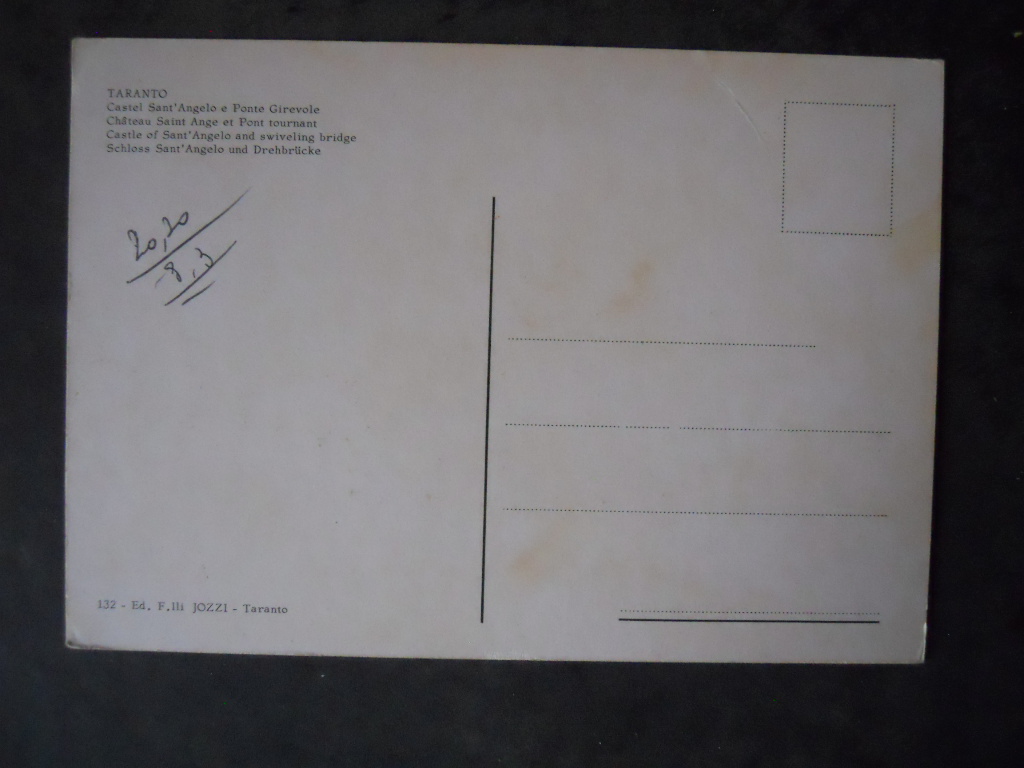 TARANTO
Castel Sant'Angelo e Ponte Girevole
Château Saint Ange et Pont tournant
Castle of Sant'Angelo and swiveling bridge
Schloss Sant'Angelo und Drehbrücke
20,20
8.3
132 - Ed. F.lli JOZZI - Taranto